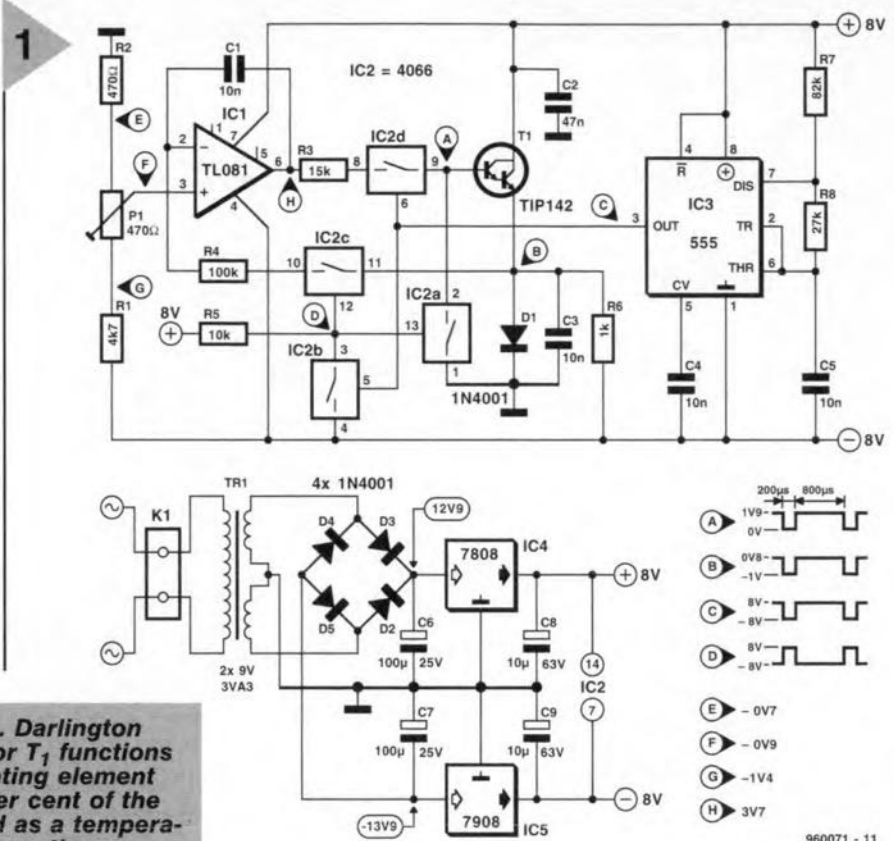 1
R2
470Ω
E
F
C1
10n
IC1
TL081
2
3
1
7
5
6
4
H
P1
470Ω
G
R1
4k7
R3
15k
R4
100k
8V
R5
10k
IC2 = 4066
IC2d
8
9
6
A
IC2c
10
11
12
D
IC2b
3
5
4
IC2a
13
2
1
C2
47n
T1
TIP142
B
D1
1N4001
C3
10n
R6
1k
C
3
OUT
4
R
8
IC3
555
DIS
7
TR
2
THR
6
CV
5
1
C4
10n
C5
10n
R7
82k
R8
27k
8V
8V
K1
TR1
2x 9V
3VA3
4x 1N4001
D4
D3
D5
D2
12V9
-13V9
C6
100µ
25V
C7
100µ
25V
7808
IC4
7908
IC5
C8
10µ
63V
C9
10µ
63V
14
IC2
7
8V
8V
200µs
800µs
A
1V9
0V
B
0V8
–1V
C
8V
– 8V
D
8V
– 8V
E – 0V7
F – 0V9
G –1V4
H 3V7
960071 - 11
. Darlington
or T1 functions
ating element
er cent of the
d as a tempera-